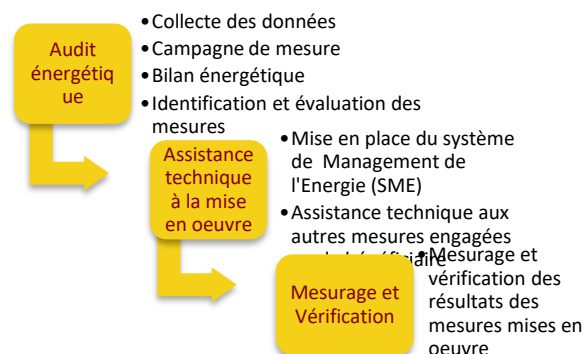 Audit
énergétiq
ue
•Collecte des données
•Campagne de mesure
•Bilan énergétique
•Identification et évaluation des
mesures
Assistance
technique
à la mise
en oeuvre
•Mise en place du système
de Management de
l'Energie (SME)
•Assistance technique aux
autres mesures engagées
Mesurage et
Vérification
•Mesurage et
vérification des
résultats des
mesures mises en
oeuvre